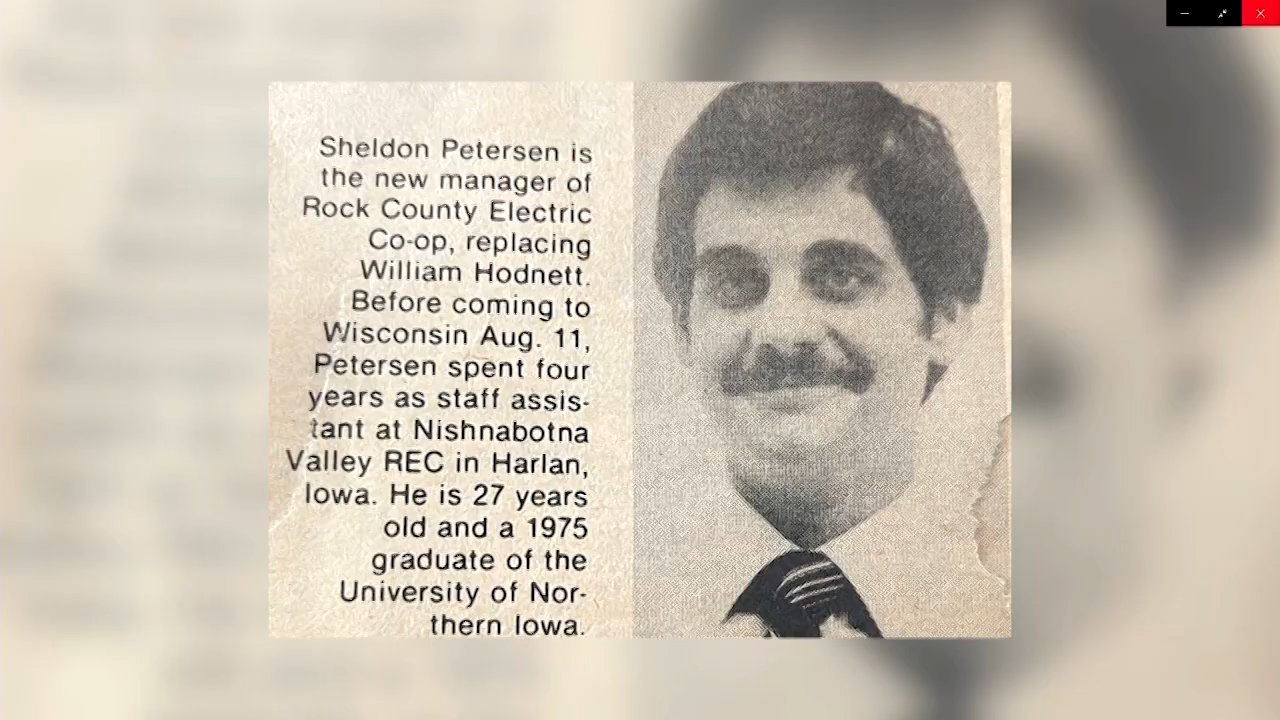 Sheldon Petersen is
the new manager of
Rock County Electric
Co-op, replacing
William Hodnett.
Before coming to
Wisconsin Aug. 11,
Petersen spent four
years as staff assis-
tant at Nishnabotna
Valley REC in Harlan,
Iowa. He is 27 years
old and a 1975
graduate of the
University of Nor-
thern Iowa.